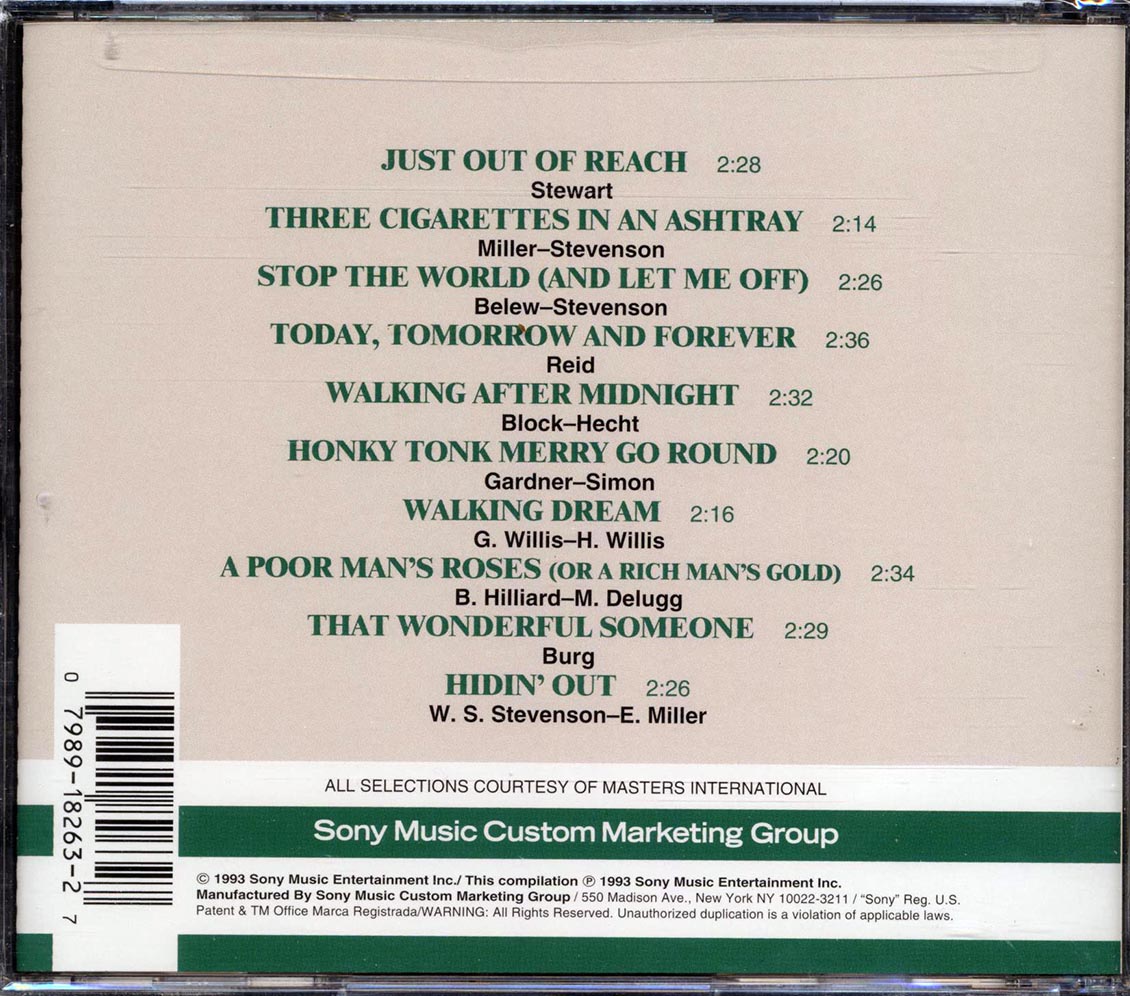 JUST OUT OF REACH 2:28
Stewart
THREE CIGARETTES IN AN ASHTRAY 2:14
Miller–Stevenson
STOP THE WORLD (AND LET ME OFF) 2:26
Belew–Stevenson
TODAY, TOMORROW AND FOREVER 2:36
Reid
WALKING AFTER MIDNIGHT 2:32
Block–Hecht
HONKY TONK MERRY GO ROUND 2:20
Gardner–Simon
WALKING DREAM 2:16
G. Willis–H. Willis
A POOR MAN'S ROSES (OR A RICH MAN'S GOLD) 2:34
B. Hilliard–M. Delugg
THAT WONDERFUL SOMEONE 2:29
Burg
HIDIN' OUT 2:26
W. S. Stevenson–E. Miller
0 7989-18263-2 7
ALL SELECTIONS COURTESY OF MASTERS INTERNATIONAL
Sony Music Custom Marketing Group
© 1993 Sony Music Entertainment Inc./ This compilation ℗ 1993 Sony Music Entertainment Inc.
Manufactured By Sony Music Custom Marketing Group / 550 Madison Ave., New York NY 10022-3211 / “Sony” Reg. U.S.
Patent & TM Office Marca Registrada/WARNING: All Rights Reserved. Unauthorized duplication is a violation of applicable laws.